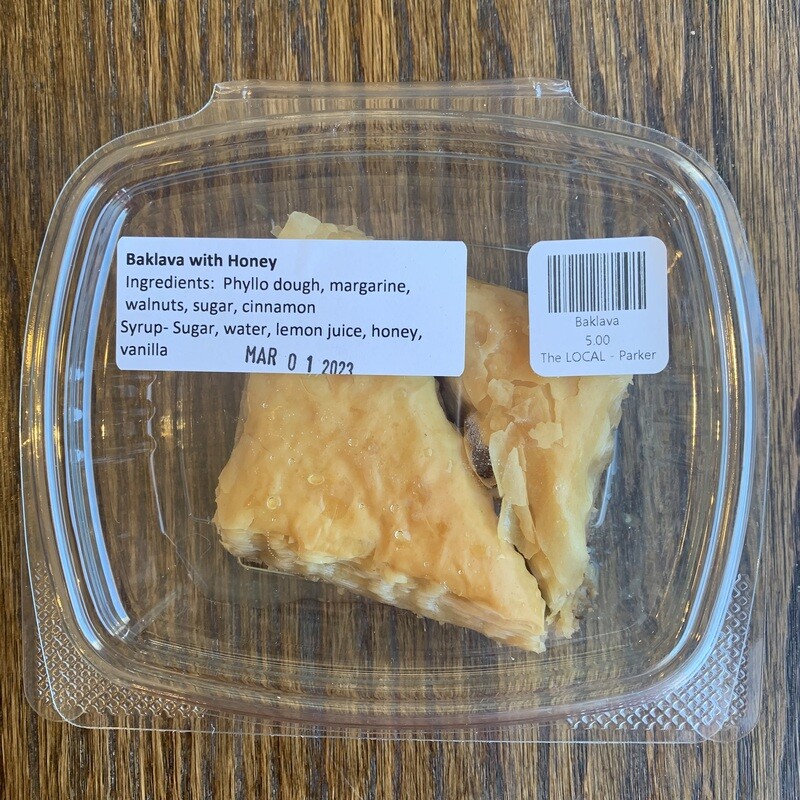 Baklava with Honey
Ingredients:  Phyllo dough, margarine,
walnuts, sugar, cinnamon
Syrup- Sugar, water, lemon juice, honey,
vanilla
MAR 0 1 2023
Baklava
5.00
The LOCAL - Parker